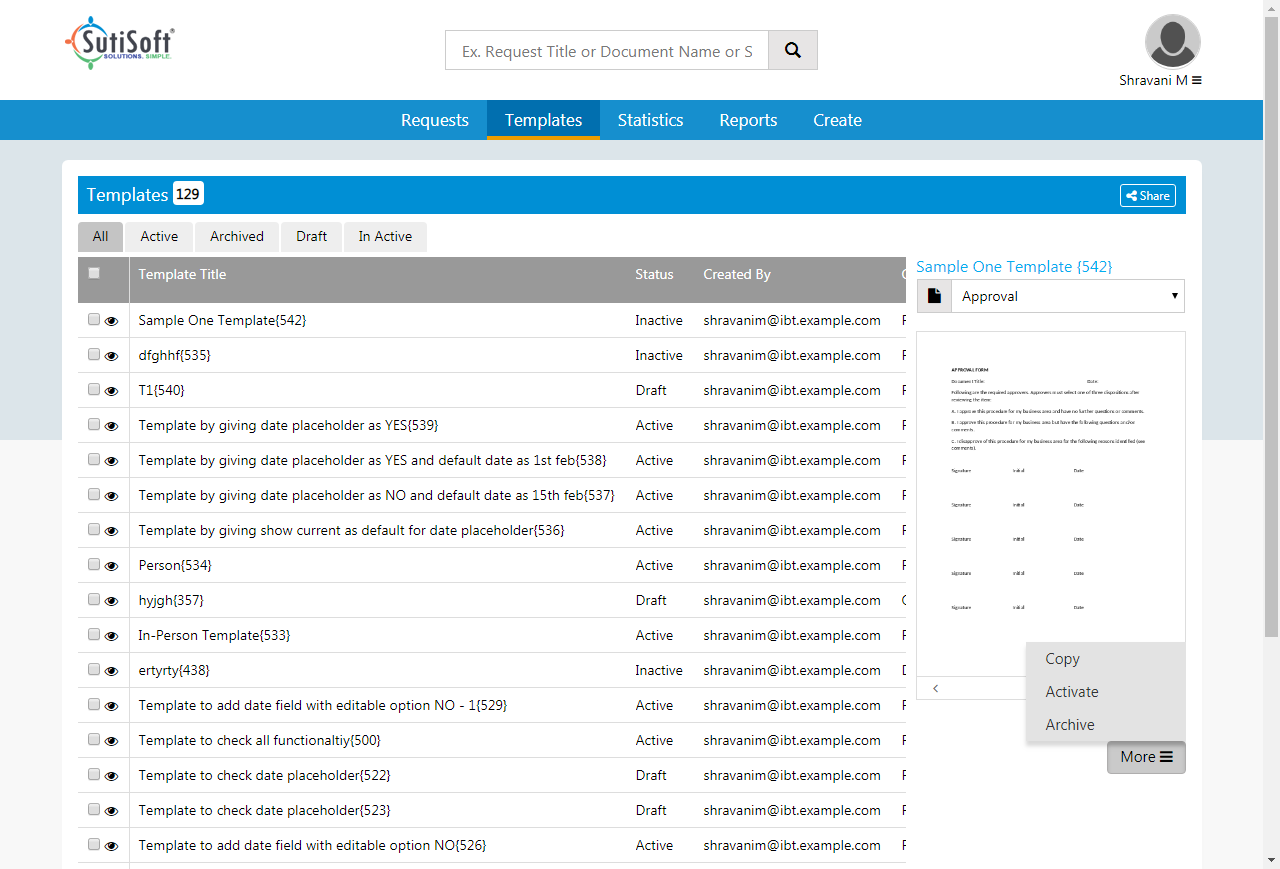 SutiSoft®
SOLUTIONS. SIMPLE.
Ex. Request Title or Document Name or S
Shravani M
Requests Templates Statistics Reports Create
Templates 129
Share
All Active Archived Draft In Active
Template Title Status Created By
Sample One Template{542} Inactive shravanim@ibt.example.com
dfghhf{535} Inactive shravanim@ibt.example.com
T1{540} Draft shravanim@ibt.example.com
Template by giving date placeholder as YES{539} Active shravanim@ibt.example.com
Template by giving date placeholder as YES and default date as 1st feb{538} Active shravanim@ibt.example.com
Template by giving date placeholder as NO and default date as 15th feb{537} Active shravanim@ibt.example.com
Template by giving show current as default for date placeholder{536} Active shravanim@ibt.example.com
Person{534} Active shravanim@ibt.example.com
hyjgh{357} Draft shravanim@ibt.example.com
In-Person Template{533} Active shravanim@ibt.example.com
ertyrty{438} Inactive shravanim@ibt.example.com
Template to add date field with editable option NO - 1{529} Active shravanim@ibt.example.com
Template to check all functionaltiy{500} Active shravanim@ibt.example.com
Template to check date placeholder{522} Draft shravanim@ibt.example.com
Template to check date placeholder{523} Draft shravanim@ibt.example.com
Template to add date field with editable option NO{526} Active shravanim@ibt.example.com
Sample One Template {542}
Approval
APPROVAL FORM
Document Title: Date:
Following are the required approvers. Approvers must select one of three dispositions after
reviewing the item:
A. I approve this procedure for my business area and have no further questions or comments.
B. I approve this procedure for my business area but have the following questions and/or
comments.
C. I disapprove of this procedure for my business area for the following reasons identified (see
comments).
Signature Initial Date
Signature Initial Date
Signature Initial Date
Signature Initial Date
Signature Initial Date
Copy
Activate
Archive
More